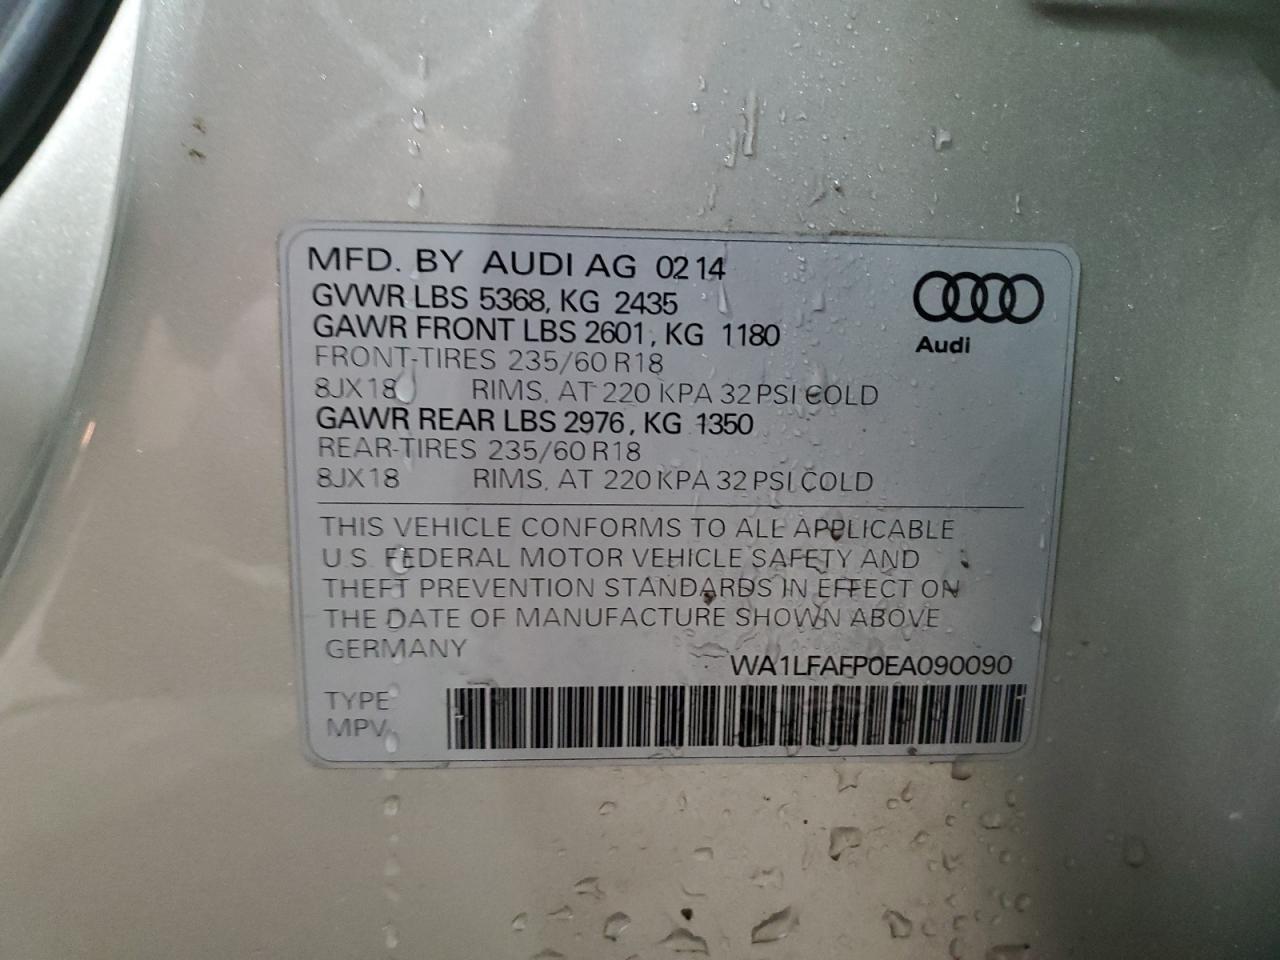 MFD. BY AUDI AG 02 14
GVWR LBS 5368, KG 2435
GAWR FRONT LBS 2601, KG 1180
FRONT-TIRES 235/60 R18
8JX18 RIMS, AT 220 KPA 32 PSI COLD
GAWR REAR LBS 2976, KG 1350
REAR-TIRES 235/60 R18
8JX18 RIMS, AT 220 KPA 32 PSI COLD
Audi
THIS VEHICLE CONFORMS TO ALL APPLICABLE
U.S. FEDERAL MOTOR VEHICLE SAFETY AND
THEFT PREVENTION STANDARDS IN EFFECT ON
THE DATE OF MANUFACTURE SHOWN ABOVE
GERMANY
WA1LFAFP0EA090090
TYPE
MPV